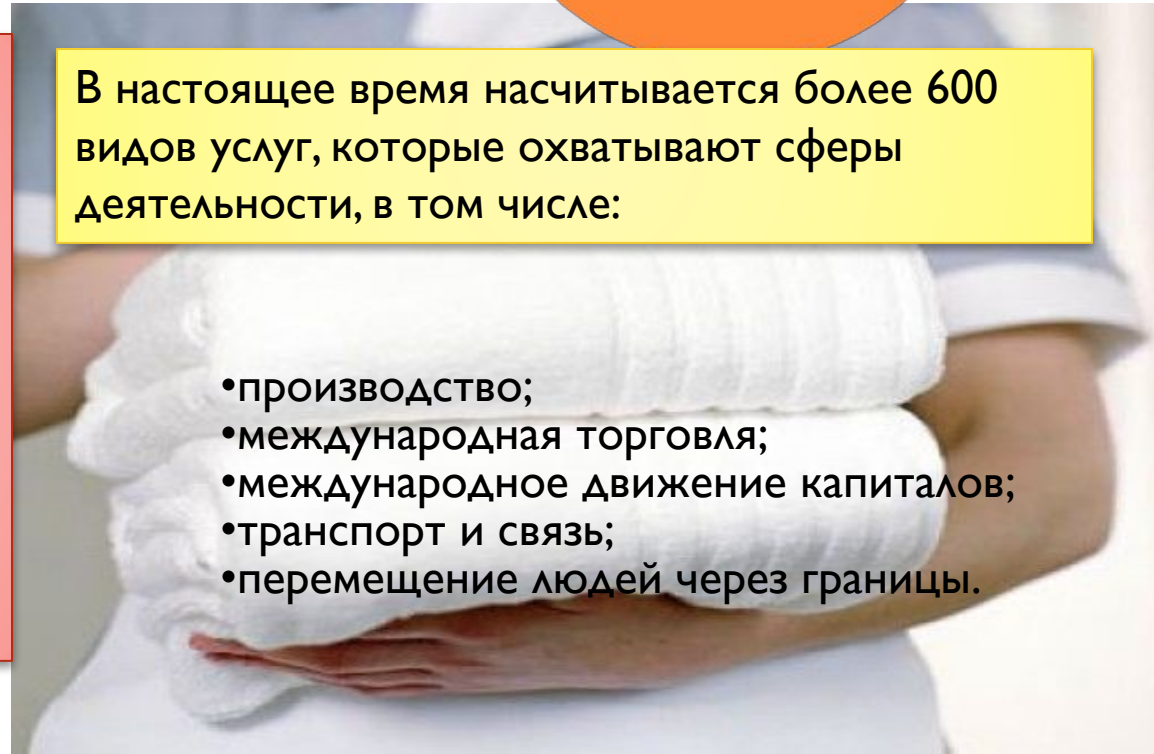 В настоящее время насчитывается более 600
видов услуг, которые охватывают сферы
деятельности, в том числе:
•производство;
•международная торговля;
•международное движение капиталов;
•транспорт и связь;
•перемещение людей через границы.